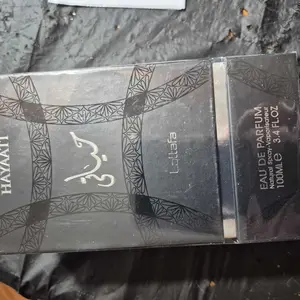 HAYAATI
حياتي
Lattafa
EAU DE PARFUM
Natural Spray Vaporisateur
100ML ℮ 3.4 FL.OZ